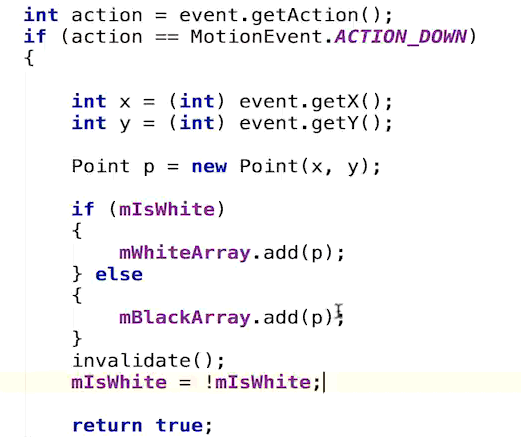 int action = event.getAction();
if (action == MotionEvent.ACTION_DOWN)
{
int x = (int) event.getX();
int y = (int) event.getY();
Point p = new Point(x, y);
if (mIsWhite)
{
mWhiteArray.add(p);
} else
{
mBlackArray.add(p);
}
invalidate();
mIsWhite = !mIsWhite;
return true;